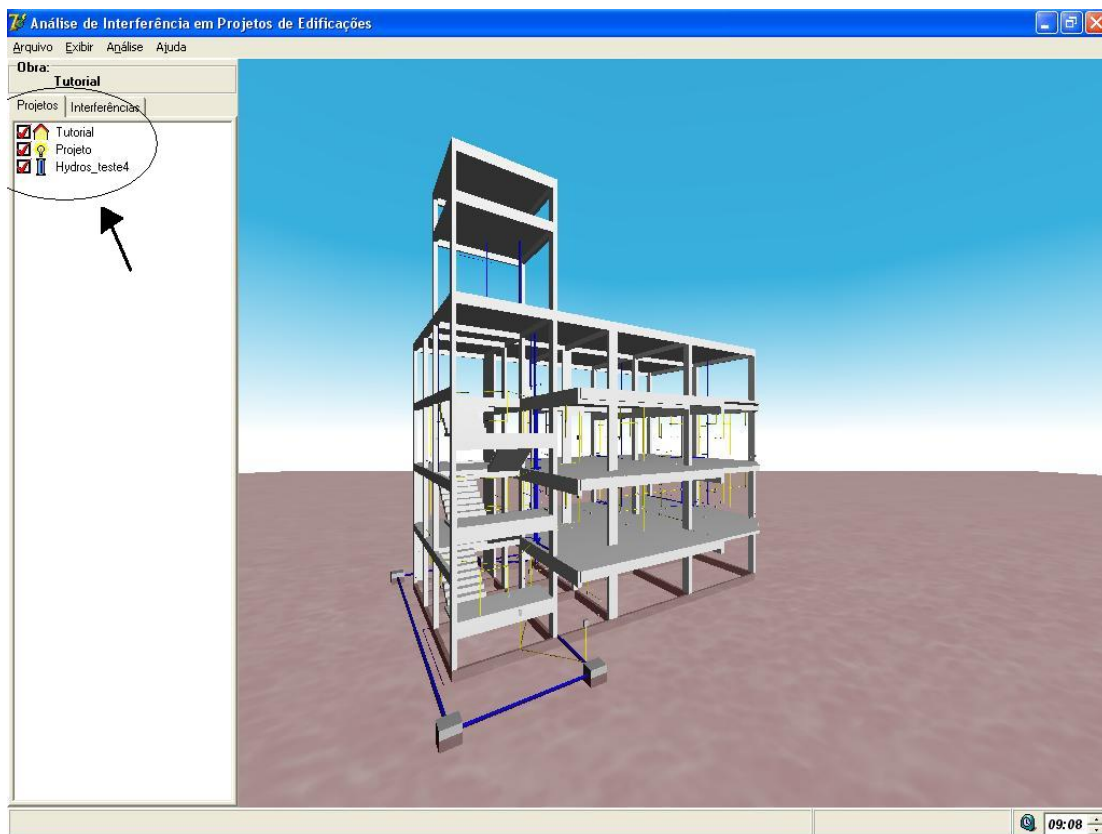 Análise de Interferência em Projetos de Edificações
Arquivo Exibir Análise Ajuda
Obra:
Tutorial
Projetos Interferências
Tutorial
Projeto
Hydros_teste4
09:08